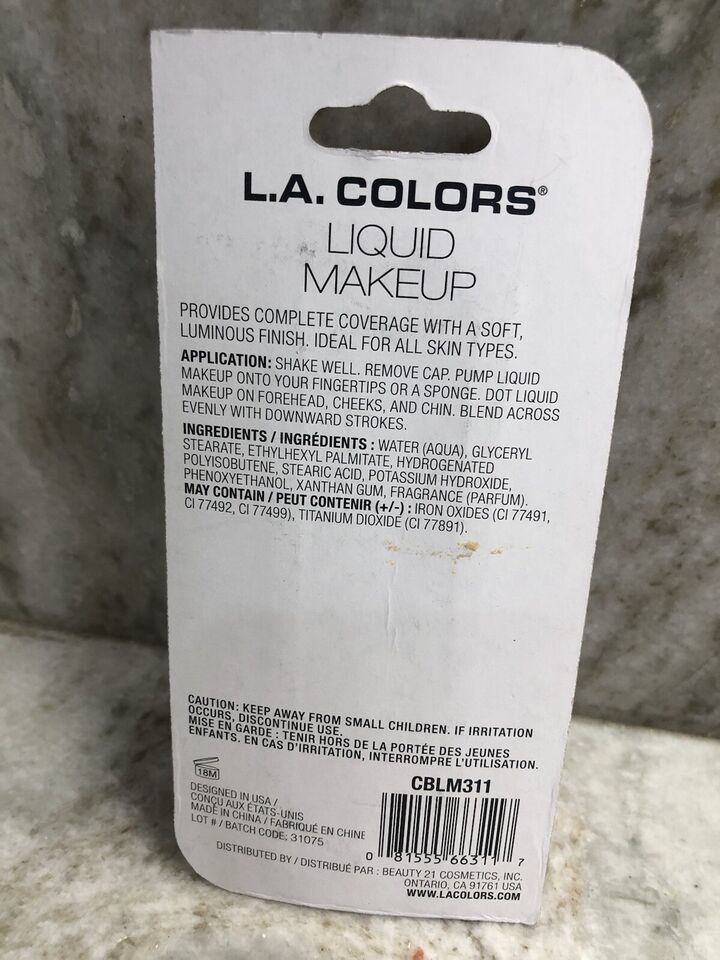 L.A. COLORS®
LIQUID
MAKEUP
PROVIDES COMPLETE COVERAGE WITH A SOFT,
LUMINOUS FINISH. IDEAL FOR ALL SKIN TYPES.
APPLICATION: SHAKE WELL. REMOVE CAP. PUMP LIQUID
MAKEUP ONTO YOUR FINGERTIPS OR A SPONGE. DOT LIQUID
MAKEUP ON FOREHEAD, CHEEKS, AND CHIN. BLEND ACROSS
EVENLY WITH DOWNWARD STROKES.
INGREDIENTS / INGRÉDIENTS : WATER (AQUA), GLYCERYL
STEARATE, ETHYLHEXYL PALMITATE, HYDROGENATED
POLYISOBUTENE, STEARIC ACID, POTASSIUM HYDROXIDE,
PHENOXYETHANOL, XANTHAN GUM, FRAGRANCE (PARFUM).
MAY CONTAIN / PEUT CONTENIR (+/-) : IRON OXIDES (CI 77491,
CI 77492, CI 77499), TITANIUM DIOXIDE (CI 77891).
CAUTION: KEEP AWAY FROM SMALL CHILDREN. IF IRRITATION
OCCURS, DISCONTINUE USE.
MISE EN GARDE : TENIR HORS DE LA PORTÉE DES JEUNES
ENFANTS. EN CAS D'IRRITATION, INTERROMPRE L'UTILISATION.
18M
DESIGNED IN USA /
CONÇU AUX ÉTATS-UNIS
MADE IN CHINA / FABRIQUÉ EN CHINE
LOT # / BATCH CODE: 31075
CBLM311
0 81555 66311 7
DISTRIBUTED BY / DISTRIBUÉ PAR : BEAUTY 21 COSMETICS, INC.
ONTARIO, CA 91761 USA
WWW.LACOLORS.COM